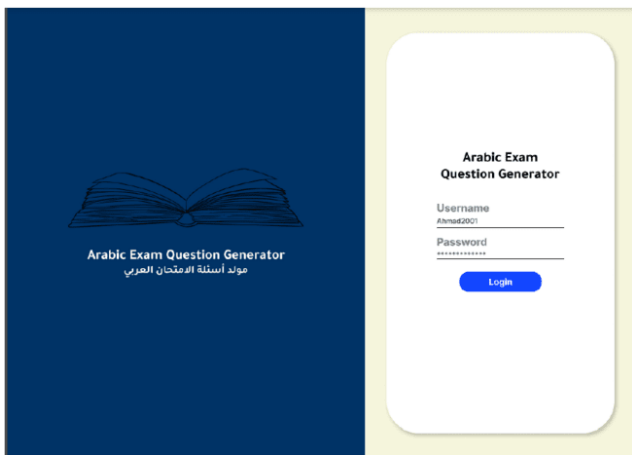 Arabic Exam Question Generator
مولد أسئلة الامتحان العربي
Arabic Exam
Question Generator
Username
Ahmad2001
Password
*************
Login